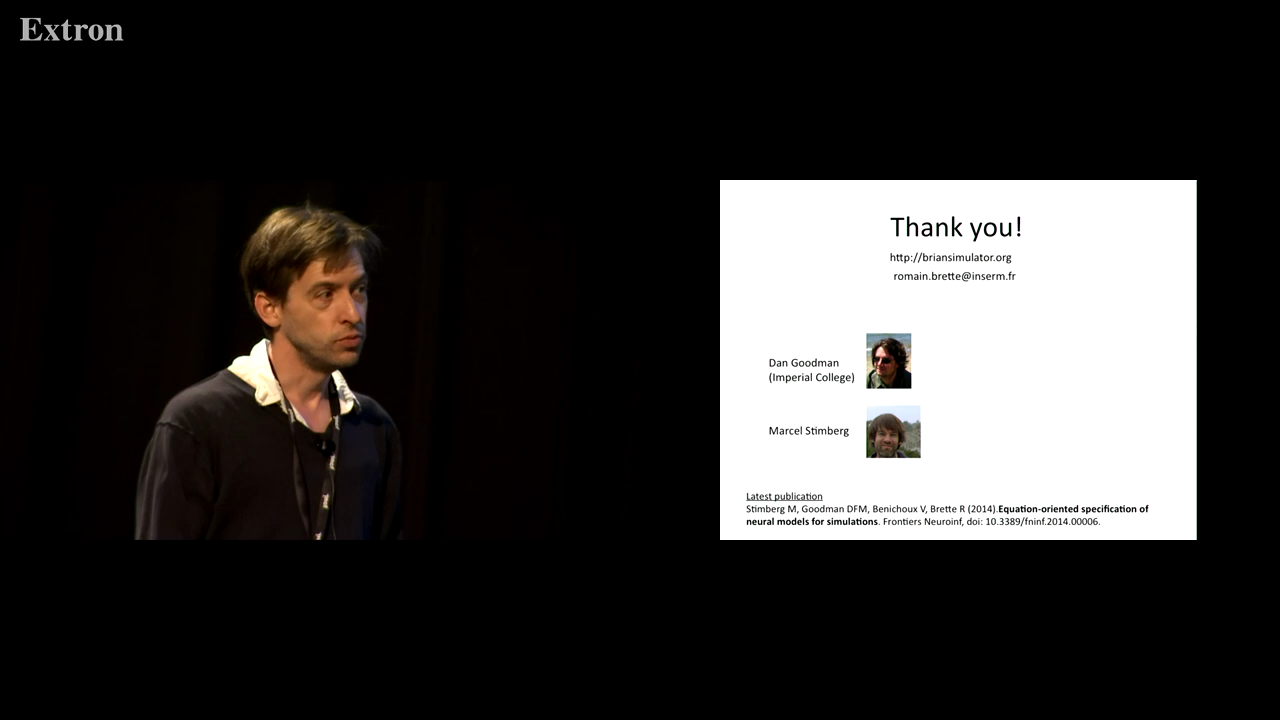 Extron
Thank you!
http://briansimulator.org
romain.brette@inserm.fr
Dan Goodman
(Imperial College)
Marcel Stimberg
Latest publication
Stimberg M, Goodman DFM, Benichoux V, Brette R (2014).Equation-oriented specification of
neural models for simulations. Frontiers Neuroinf, doi: 10.3389/fninf.2014.00006.